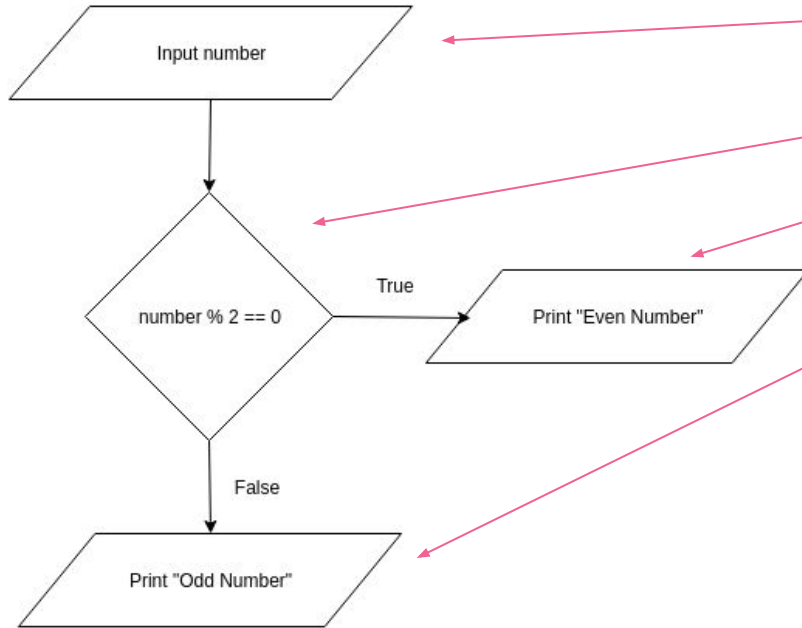 Input number
number % 2 == 0
True
Print "Even Number"
False
Print "Odd Number"